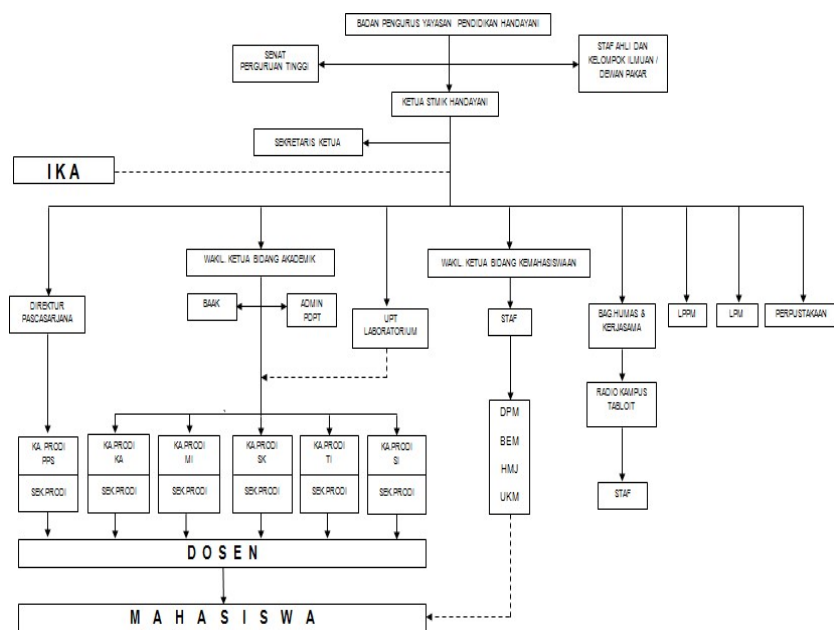 BADAN PENGURUS YAYASAN PENDIDIKAN HANDAYANI
SENAT
PERGURUAN TINGGI
STAF AHLI DAN
KELOMPOK ILMUAN /
DEWAN PAKAR
KETUA STMIK HANDAYANI
SEKRETARIS KETUA
IKA
WAKIL. KETUA BIDANG AKADEMIK
WAKIL. KETUA BIDANG KEMAHASISWAAN
DIREKTUR
PASCASARJANA
BAAK
ADMIN
PDPT
UPT
LABORATORIUM
STAF
BAG.HUMAS &
KERJASAMA
LPPM
LPM
PERPUSTAKAAN
RADIO KAMPUS
TABLOIT
DPM
BEM
HMJ
UKM
STAF
KA.PRODI
PPS
SEK.PRODI
KA.PRODI
KA
SEK.PRODI
KA.PRODI
MI
SEK.PRODI
KA.PRODI
SK
SEK.PRODI
KA.PRODI
TI
SEK.PRODI
KA.PRODI
SI
SEK.PRODI
DOSEN
MAHASISWA